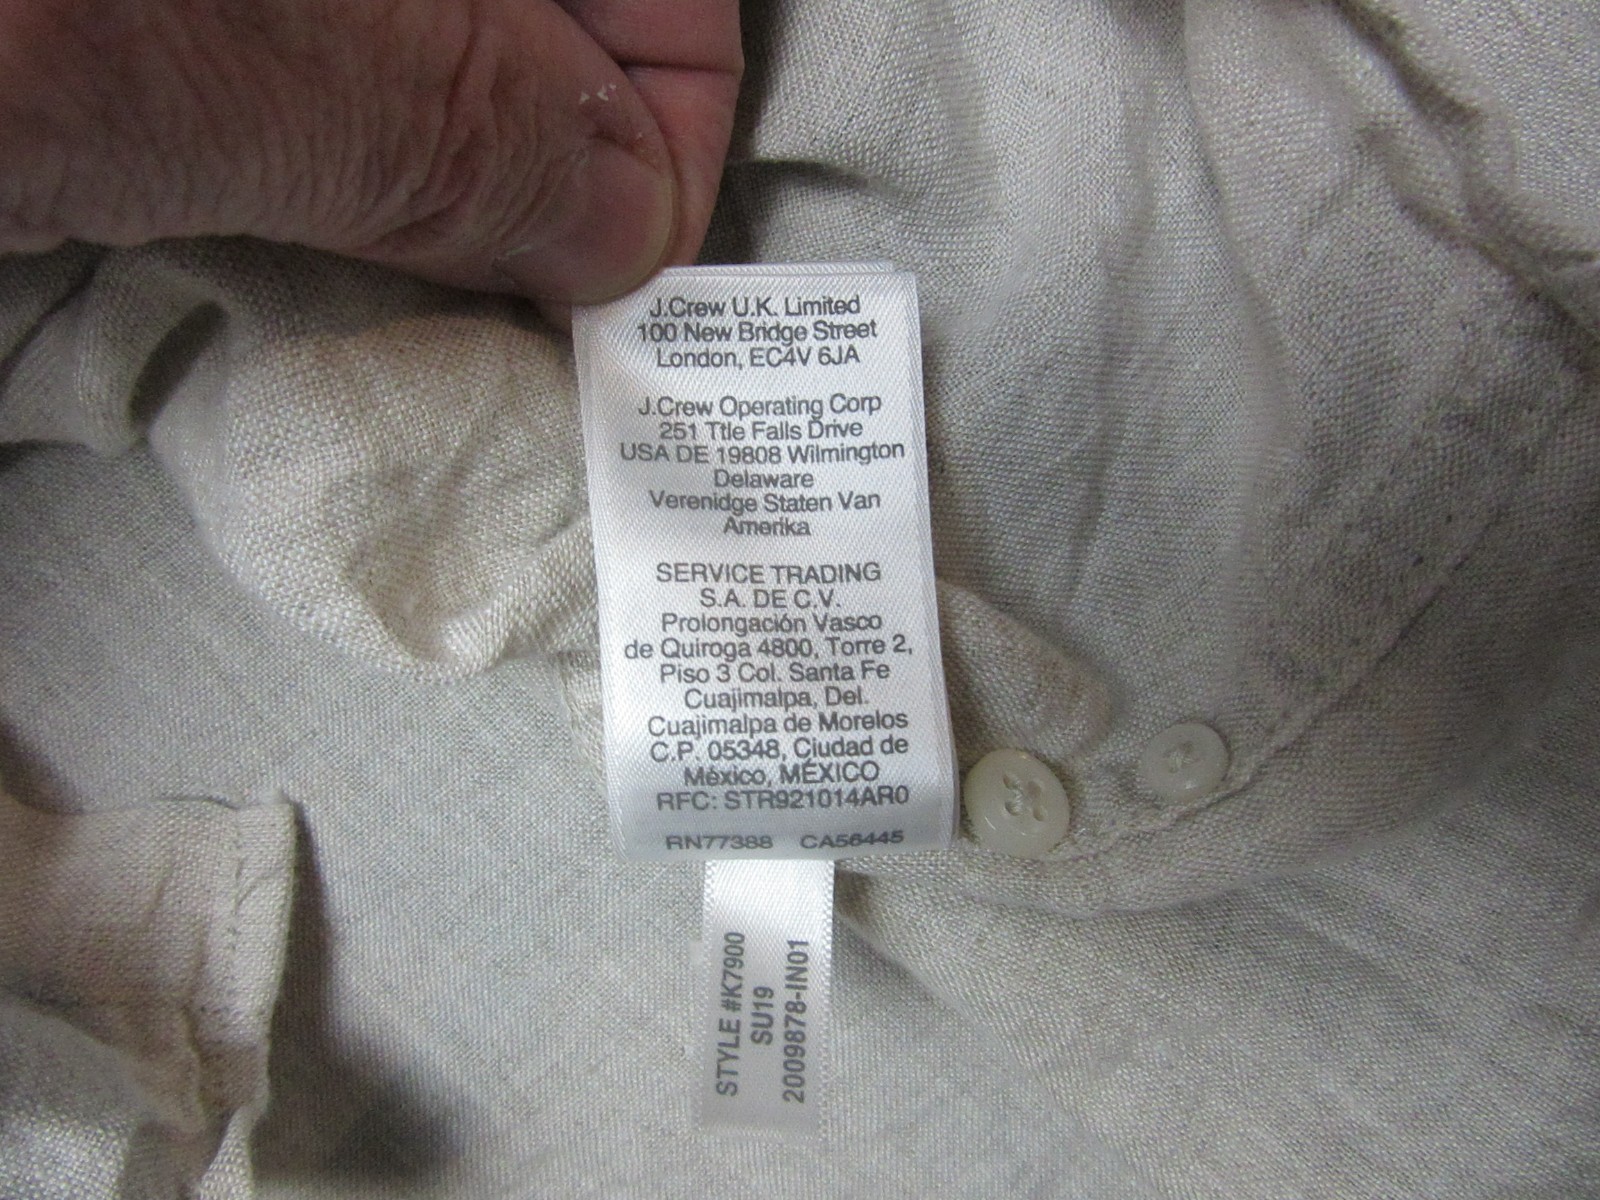 J.Crew U.K. Limited
100 New Bridge Street
London, EC4V 6JA
J.Crew Operating Corp
251 Ttle Falls Drive
USA DE 19808 Wilmington
Delaware
Verenidge Staten Van
Amerika
SERVICE TRADING
S.A. DE C.V.
Prolongación Vasco
de Quiroga 4800, Torre 2,
Piso 3 Col. Santa Fe
Cuajimalpa, Del.
Cuajimalpa de Morelos
C.P. 05348, Ciudad de
México, MÉXICO
RFC: STR921014AR0
RN77388 CA56445
STYLE #K7900
SU19
2009878-IN01